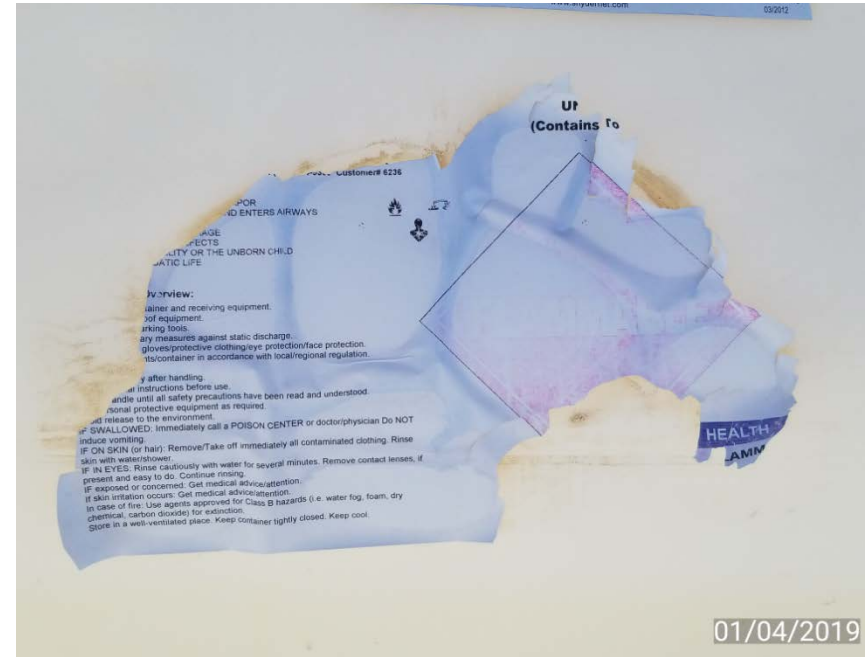 www.snydernet.com
03/2012
(Contains To
Customer# 6236
POR
ND ENTERS AIRWAYS
AGE
FECTS
LITY OR THE UNBORN CHILD
ATIC LIFE
Overview:
ainer and receiving equipment.
oof equipment.
arking tools.
ary measures against static discharge.
gloves/protective clothing/eye protection/face protection.
nts/container in accordance with local/regional regulation.
y after handling.
al instructions before use.
andle until all safety precautions have been read and understood.
rsonal protective equipment as required.
oid release to the environment.
IF SWALLOWED: Immediately call a POISON CENTER or doctor/physician Do NOT
induce vomiting.
IF ON SKIN (or hair): Remove/Take off immediately all contaminated clothing. Rinse
skin with water/shower.
IF IN EYES: Rinse cautiously with water for several minutes. Remove contact lenses, if
present and easy to do. Continue rinsing.
IF exposed or concerned: Get medical advice/attention.
If skin irritation occurs: Get medical advice/attention.
In case of fire: Use agents approved for Class B hazards (i.e. water fog, foam, dry
chemical, carbon dioxide) for extinction.
Store in a well-ventilated place. Keep container tightly closed. Keep cool.
HEALTH
AMM
01/04/2019